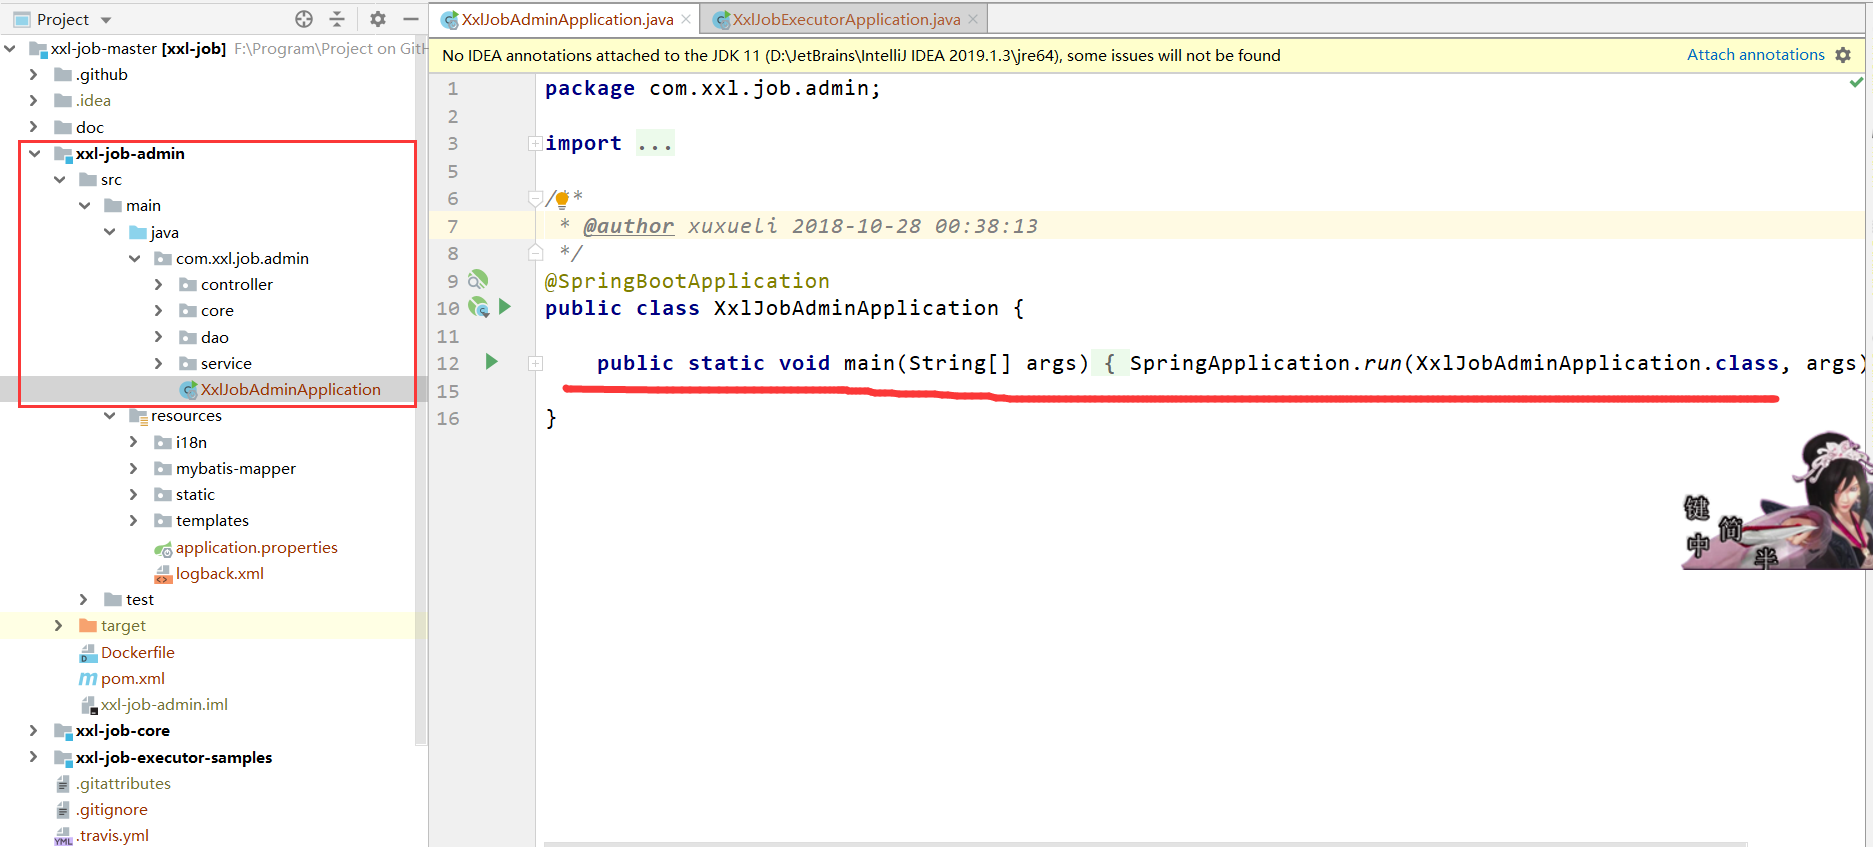 Project
xxl-job-master [xxl-job] F:\Program\Project on GitH
.github
.idea
doc
xxl-job-admin
src
main
java
com.xxl.job.admin
controller
core
dao
service
XxlJobAdminApplication
resources
i18n
mybatis-mapper
static
templates
application.properties
logback.xml
test
target
Dockerfile
pom.xml
xxl-job-admin.iml
xxl-job-core
xxl-job-executor-samples
.gitattributes
.gitignore
.travis.yml
XxlJobAdminApplication.java XxlJobExecutorApplication.java
No IDEA annotations attached to the JDK 11 (D:\JetBrains\IntelliJ IDEA 2019.1.3\jre64), some issues will not be found Attach annotations
1 package com.xxl.job.admin;
2
3 import ...
5
6 /**
7 * @author xuxueli 2018-10-28 00:38:13
8 */
9 @SpringBootApplication
10 public class XxlJobAdminApplication {
11
12 public static void main(String[] args) { SpringApplication.run(XxlJobAdminApplication.class, args)
15
16 }
键 简
中 半